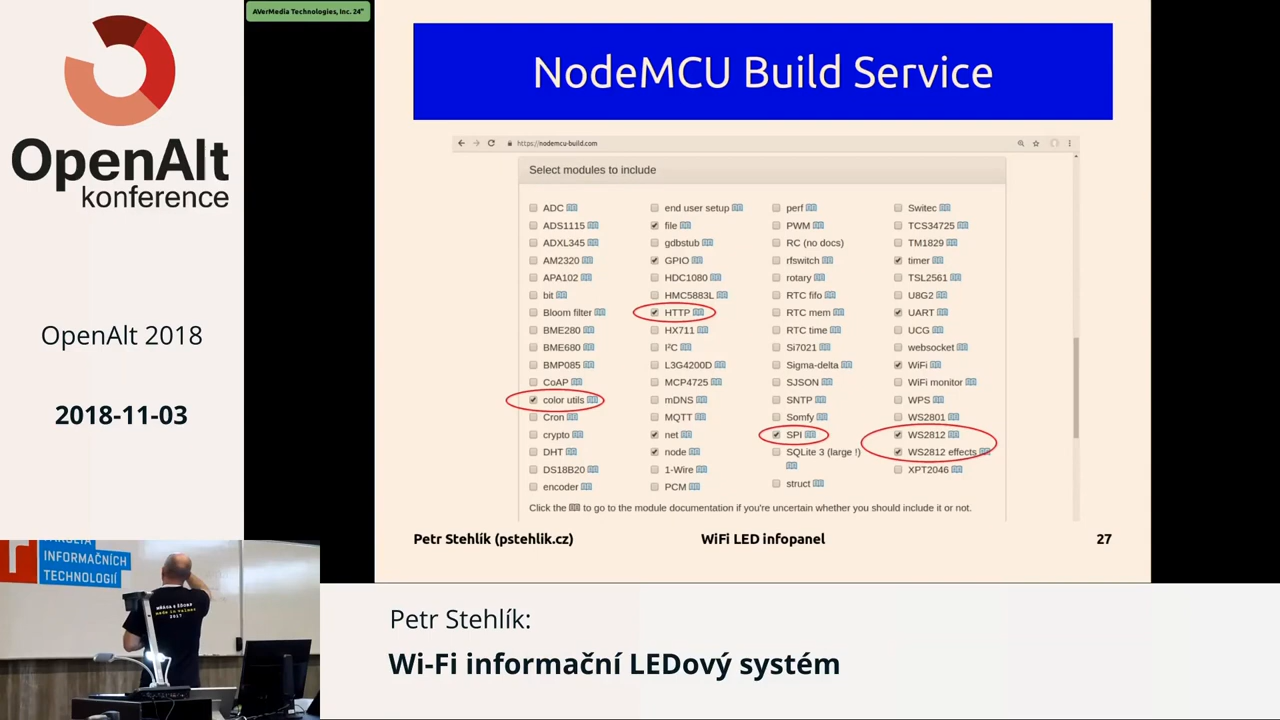 AVerMedia Technologies, Inc. 24"
OpenAlt
konference
OpenAlt 2018
2018-11-03
NodeMCU Build Service
https://nodemcu-build.com
Select modules to include
ADC
ADS1115
ADXL345
AM2320
APA102
bit
Bloom filter
BME280
BME680
BMP085
CoAP
color utils
Cron
crypto
DHT
DS18B20
encoder
end user setup
file
gdbstub
GPIO
HDC1080
HMC5883L
HTTP
HX711
I²C
L3G4200D
MCP4725
mDNS
MQTT
net
node
1-Wire
PCM
perf
PWM
RC (no docs)
rfswitch
rotary
RTC fifo
RTC mem
RTC time
Si7021
Sigma-delta
SJSON
SNTP
Somfy
SPI
SQLite 3 (large !)
struct
Switec
TCS34725
TM1829
timer
TSL2561
U8G2
UART
UCG
websocket
WiFi
WiFi monitor
WPS
WS2801
WS2812
WS2812 effects
XPT2046
Click the to go to the module documentation if you're uncertain whether you should include it or not.
Petr Stehlík (pstehlik.cz) WiFi LED infopanel 27
INFORMAČNÍCH
TECHNOLOGIÍ
made in valmez
2017
Petr Stehlík:
Wi-Fi informační LEDový systém